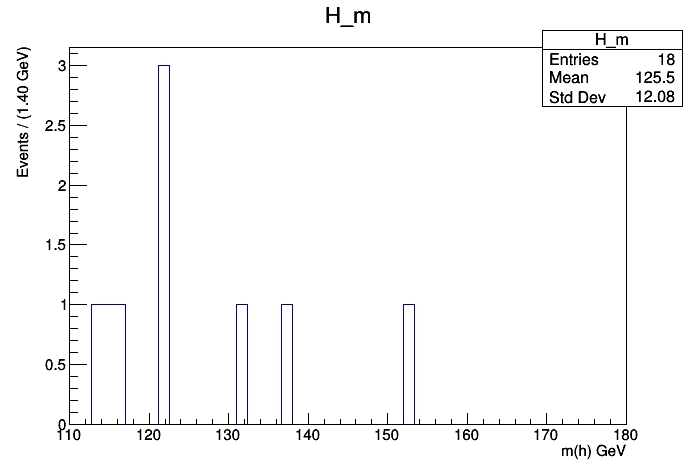 H_m
H_m
Entries 18
Mean 125.5
Std Dev 12.08
Events / (1.40 GeV)
3
2.5
2
1.5
1
0.5
0
110 120 130 140 150 160 170 180
m(h) GeV